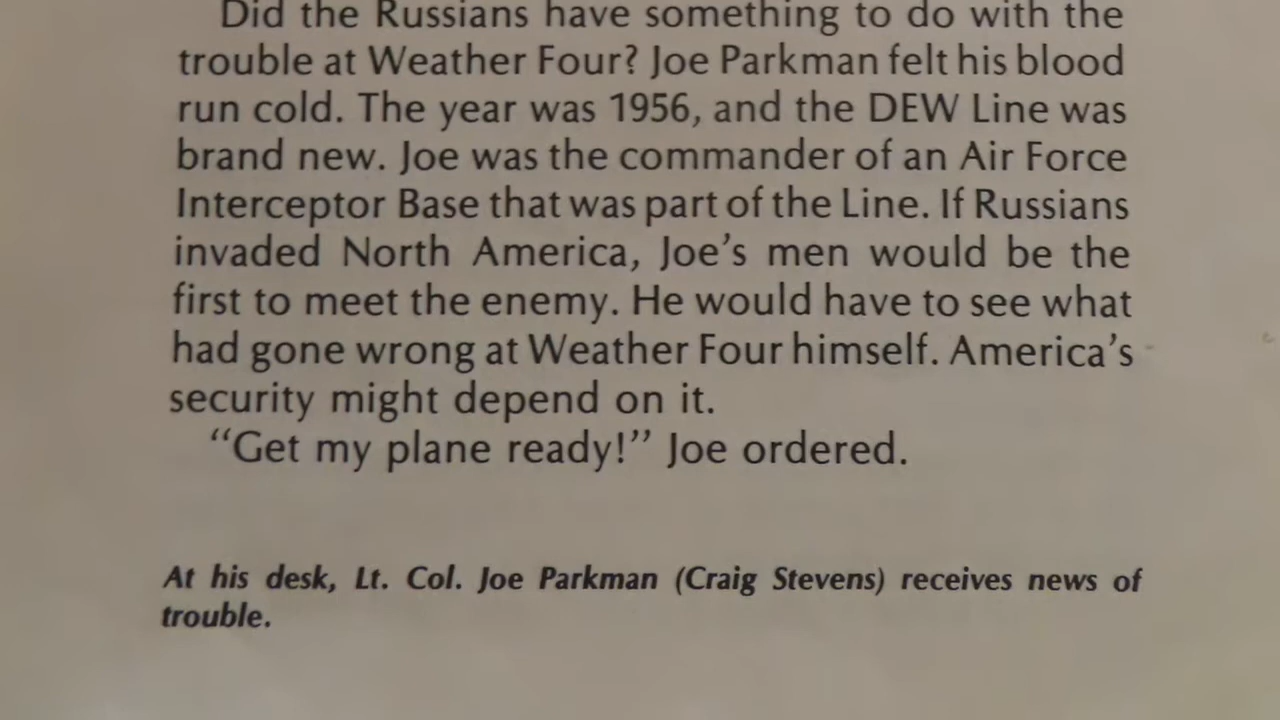 Did the Russians have something to do with the
trouble at Weather Four? Joe Parkman felt his blood
run cold. The year was 1956, and the DEW Line was
brand new. Joe was the commander of an Air Force
Interceptor Base that was part of the Line. If Russians
invaded North America, Joe’s men would be the
first to meet the enemy. He would have to see what
had gone wrong at Weather Four himself. America’s
security might depend on it.
“Get my plane ready!” Joe ordered.
At his desk, Lt. Col. Joe Parkman (Craig Stevens) receives news of
trouble.